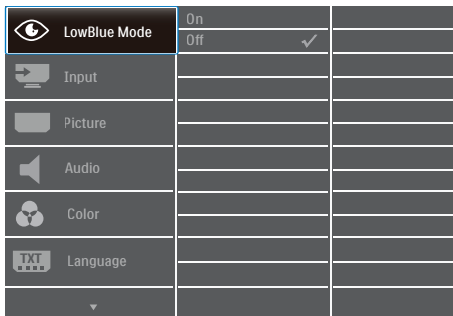 LowBlue Mode
On
Off
Input
Picture
Audio
Color
TXT
Language